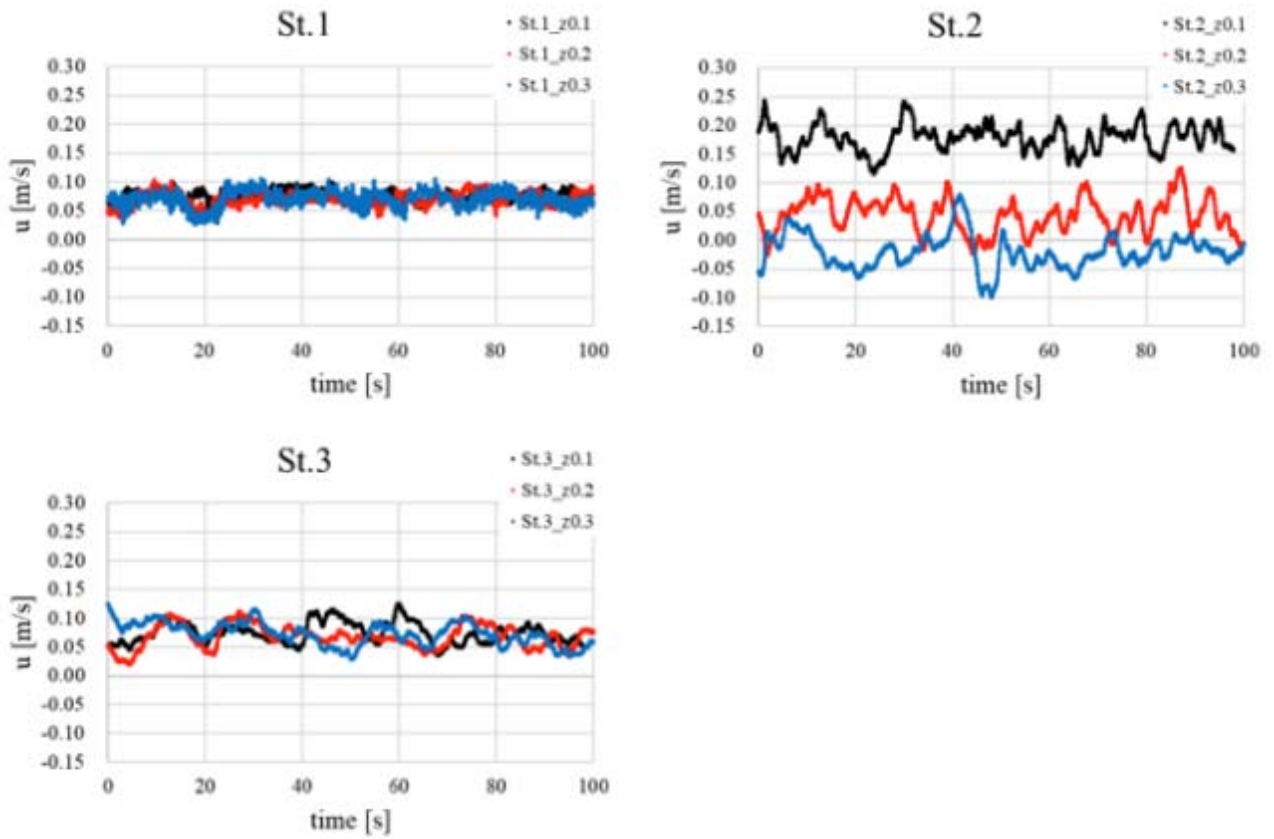 St.1
• St.1_z0.1
• St.1_z0.2
• St.1_z0.3
0.30
0.25
0.20
0.15
0.10
0.05
0.00
-0.05
-0.10
-0.15
u [m/s]
0 20 40 60 80 100
time [s]
St.2
• St.2_z0.1
• St.2_z0.2
• St.2_z0.3
0.30
0.25
0.20
0.15
0.10
0.05
0.00
-0.05
-0.10
-0.15
u [m/s]
0 20 40 60 80 100
time [s]
St.3
• St.3_z0.1
• St.3_z0.2
• St.3_z0.3
0.30
0.25
0.20
0.15
0.10
0.05
0.00
-0.05
-0.10
-0.15
u [m/s]
0 20 40 60 80 100
time [s]